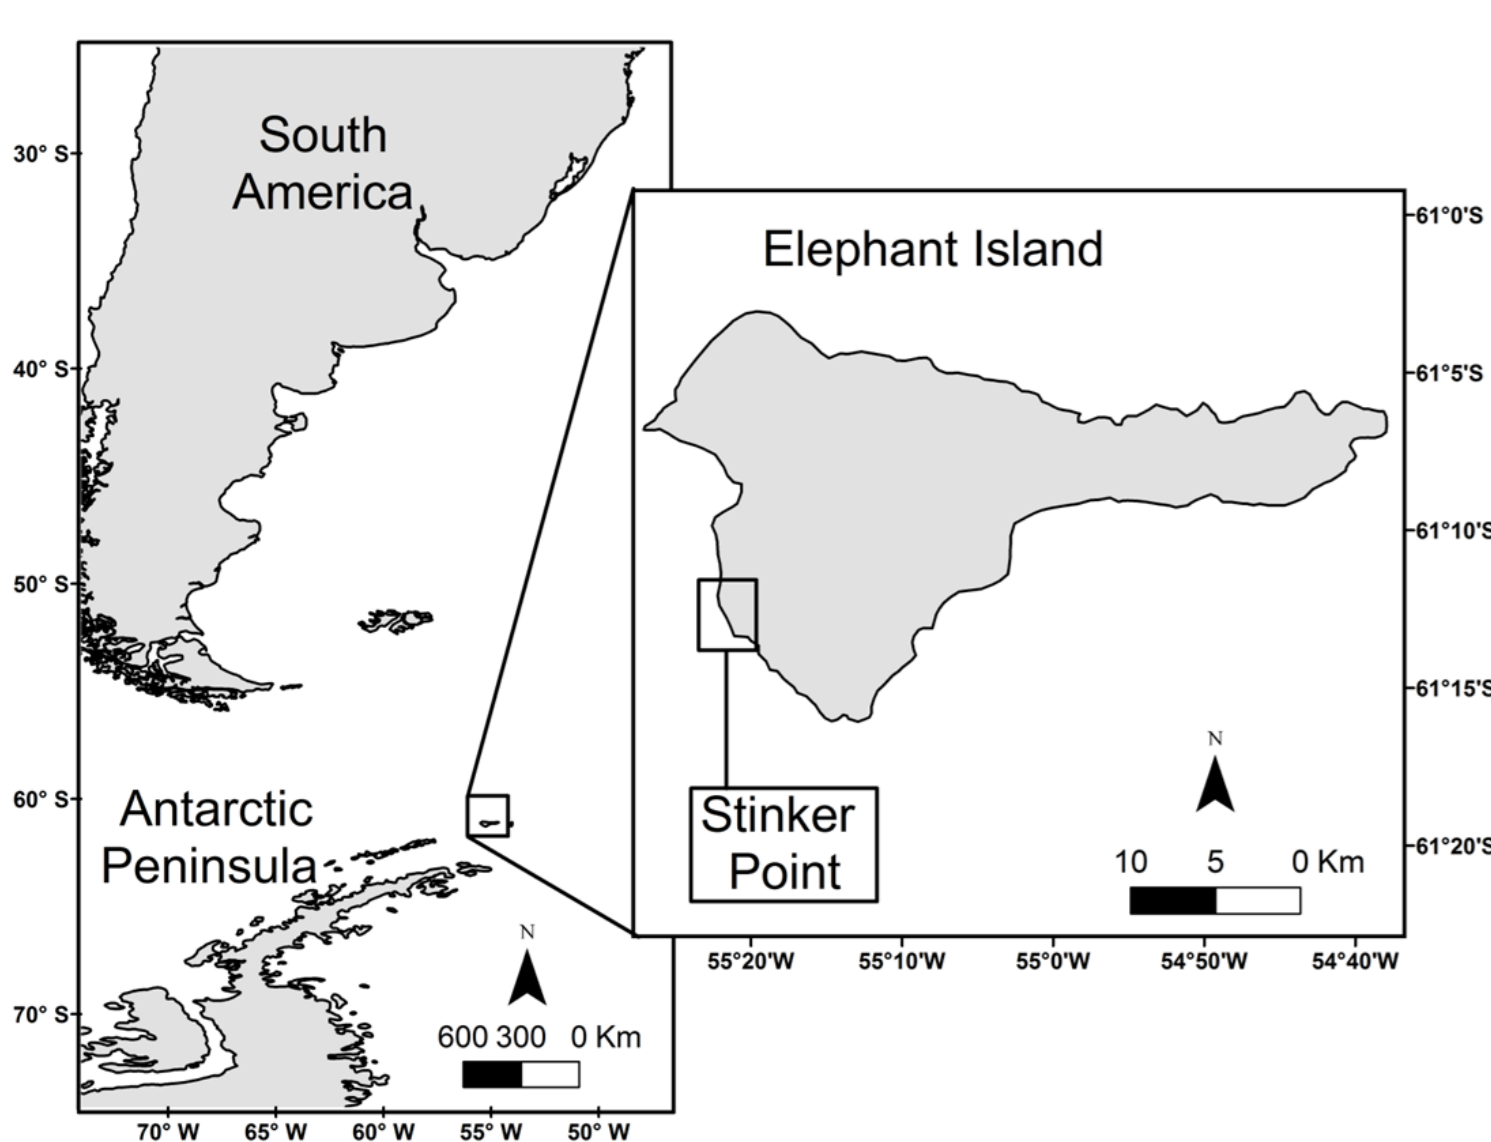 South
America
30° S
40° S
50° S
60° S
70° S
Antarctic
Peninsula
N
600 300 0 Km
70° W 65° W 60° W 55° W 50° W
Elephant Island
61°0'S
61°5'S
61°10'S
61°15'S
61°20'S
Stinker
Point
N
10 5 0 Km
55°20'W 55°10'W 55°0'W 54°50'W 54°40'W